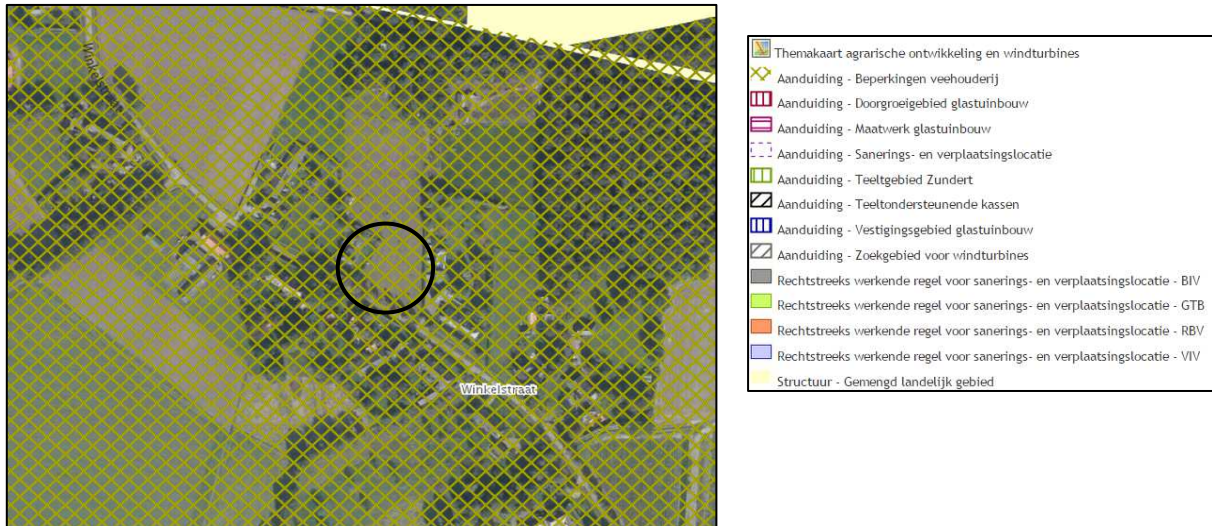 Winkelstraat
Themakaart agrarische ontwikkeling en windturbines
Aanduiding - Beperkingen veehouderij
Aanduiding - Doorgroeigebied glastuinbouw
Aanduiding - Maatwerk glastuinbouw
Aanduiding - Sanerings- en verplaatsingslocatie
Aanduiding - Teeltgebied Zundert
Aanduiding - Teeltondersteunende kassen
Aanduiding - Vestigingsgebied glastuinbouw
Aanduiding - Zoekgebied voor windturbines
Rechtstreeks werkende regel voor sanerings- en verplaatsingslocatie - BIV
Rechtstreeks werkende regel voor sanerings- en verplaatsingslocatie - GTB
Rechtstreeks werkende regel voor sanerings- en verplaatsingslocatie - RBV
Rechtstreeks werkende regel voor sanerings- en verplaatsingslocatie - VIV
Structuur - Gemengd landelijk gebied